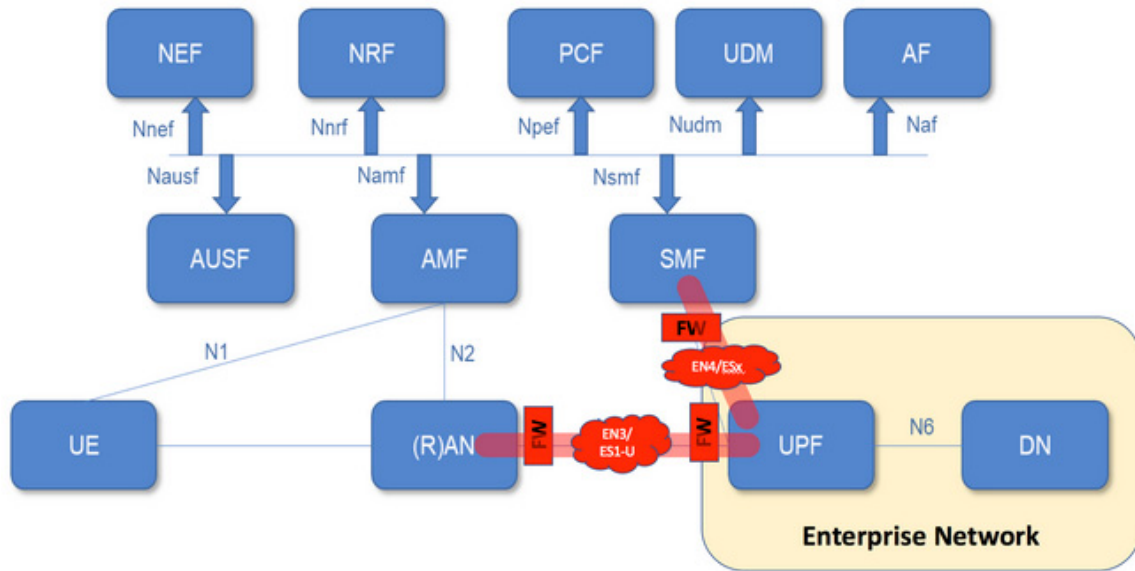 NEF
NRF
PCF
UDM
AF
Nnef
Nnrf
Npef
Nudm
Naf
Nausf
Namf
Nsmf
AUSF
AMF
SMF
N1
N2
FW
EN4/ESx
UE
(R)AN
FW
EN3/
ES1-U
FW
UPF
N6
DN
Enterprise Network